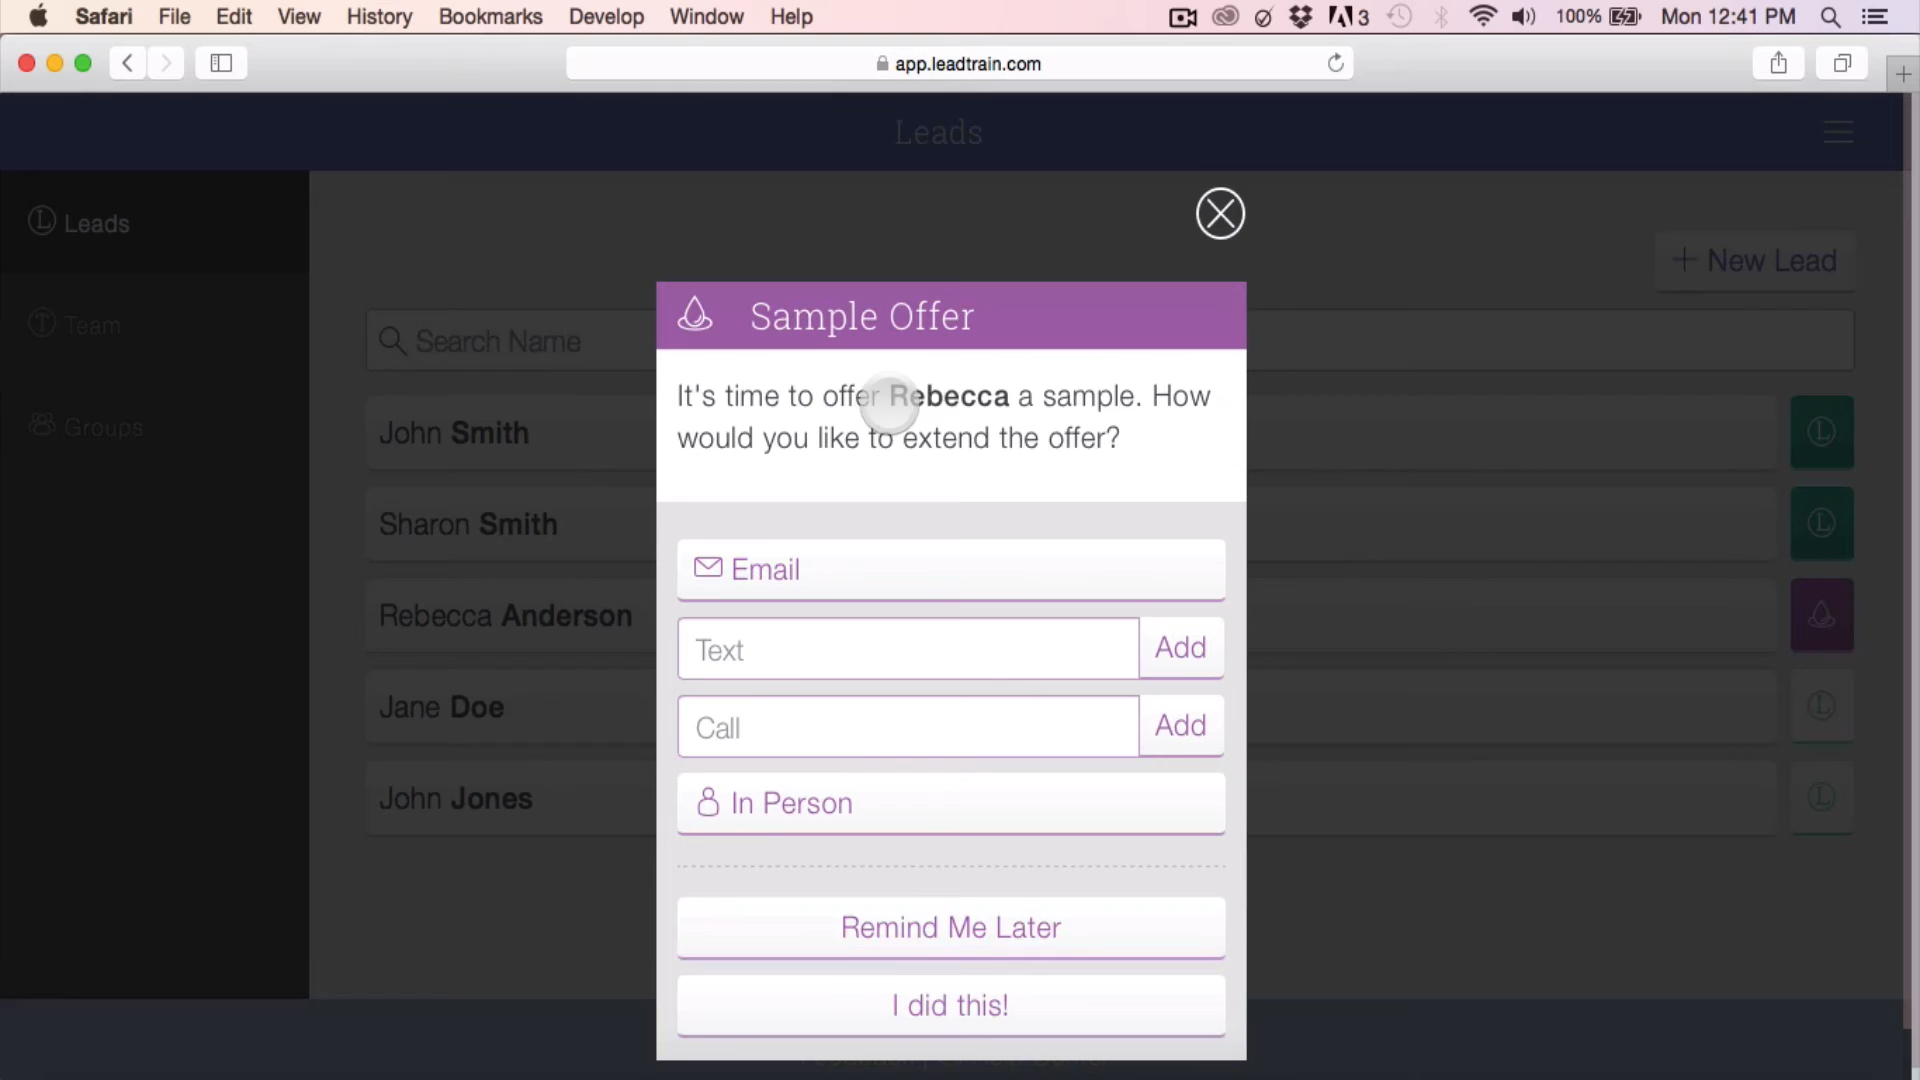 Safari File Edit View History Bookmarks Develop Window Help 3 100% Mon 12:41 PM
app.leadtrain.com
Leads
Leads
Team
Groups
+ New Lead
Search Name
John Smith
Sharon Smith
Rebecca Anderson
Jane Doe
John Jones
Sample Offer
It's time to offer Rebecca a sample. How
would you like to extend the offer?
Email
Text Add
Call Add
In Person
Remind Me Later
I did this!